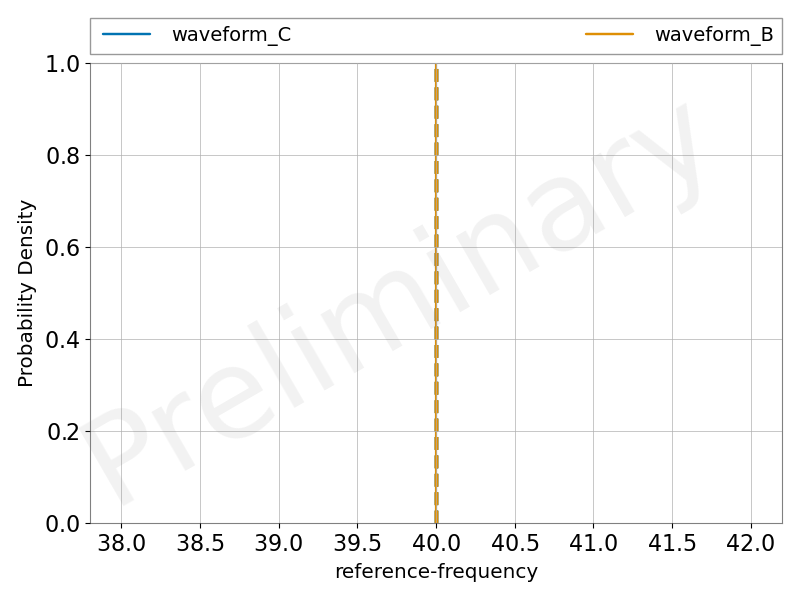 waveform_C waveform_B
1.0
0.8
0.6
0.4
0.2
0.0
Probability Density
Preliminary
38.0 38.5 39.0 39.5 40.0 40.5 41.0 41.5 42.0
reference-frequency